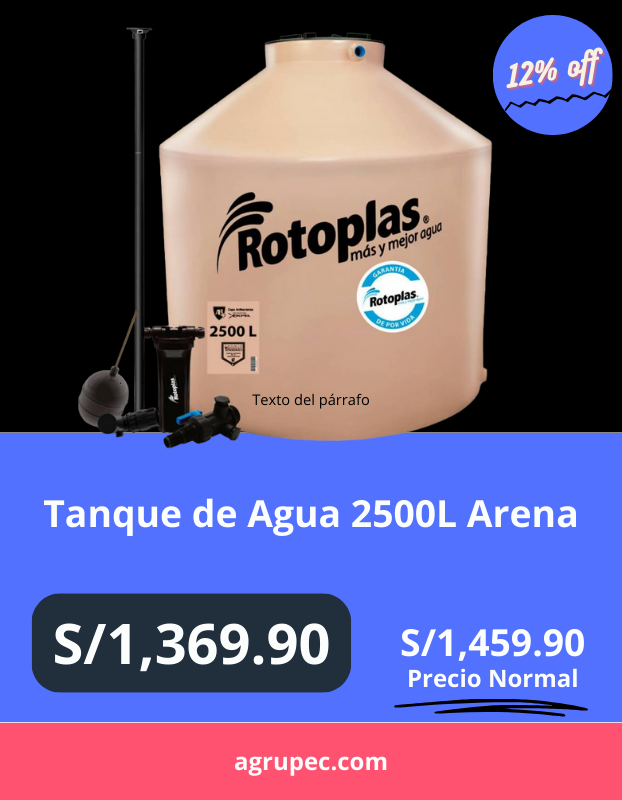 12% off
Rotoplas®
más y mejor agua
GARANTÍA
Rotoplas
DE POR VIDA
2500 L
Rotoplas
Texto del párrafo
Tanque de Agua 2500L Arena
S/1,369.90
S/1,459.90
Precio Normal
agrupec.com